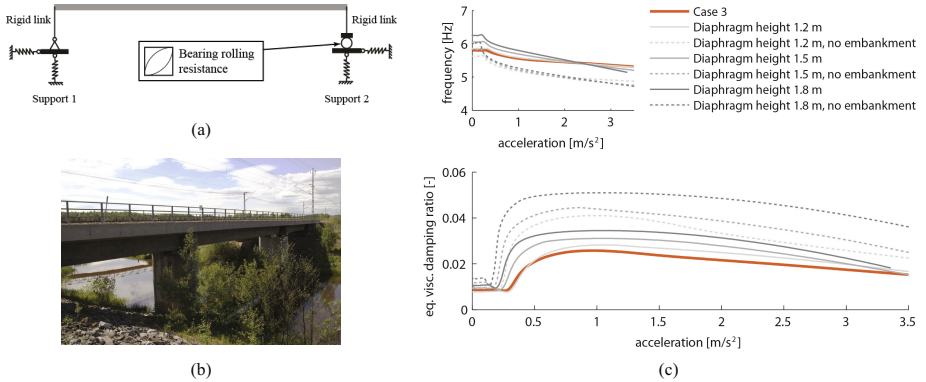 Rigid link
Rigid link
Bearing rolling
resistance
Support 1
Support 2
(a)
(b)
7
6
5
4
frequency [Hz]
0
1
2
3
acceleration [m/s²]
Case 3
Diaphragm height 1.2 m
Diaphragm height 1.2 m, no embankment
Diaphragm height 1.5 m
Diaphragm height 1.5 m, no embankment
Diaphragm height 1.8 m
Diaphragm height 1.8 m, no embankment
0.06
0.04
0.02
0
eq. visc. damping ratio [-]
0
0.5
1
1.5
2
2.5
3
3.5
acceleration [m/s²]
(c)